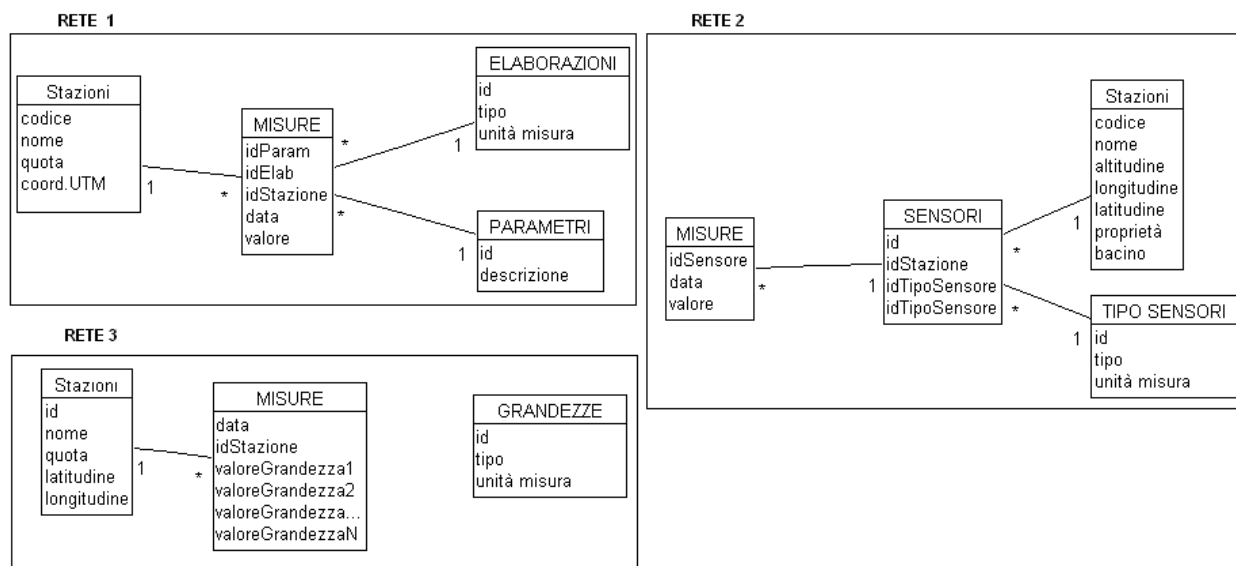 RETE 1
Stazioni
codice
nome
quota
coord.UTM
1
*
MISURE
idParam
idElab
idStazione
data
valore
*
*
1
1
ELABORAZIONI
id
tipo
unità misura
PARAMETRI
id
descrizione
RETE 2
MISURE
idSensore
data
valore
*
1
SENSORI
id
idStazione
idTipoSensore
idTipoSensore
*
*
1
1
Stazioni
codice
nome
altitudine
longitudine
latitudine
proprietà
bacino
TIPO SENSORI
id
tipo
unità misura
RETE 3
Stazioni
id
nome
quota
latitudine
longitudine
1
*
MISURE
data
idStazione
valoreGrandezza1
valoreGrandezza2
valoreGrandezza...
valoreGrandezzaN
GRANDEZZE
id
tipo
unità misura